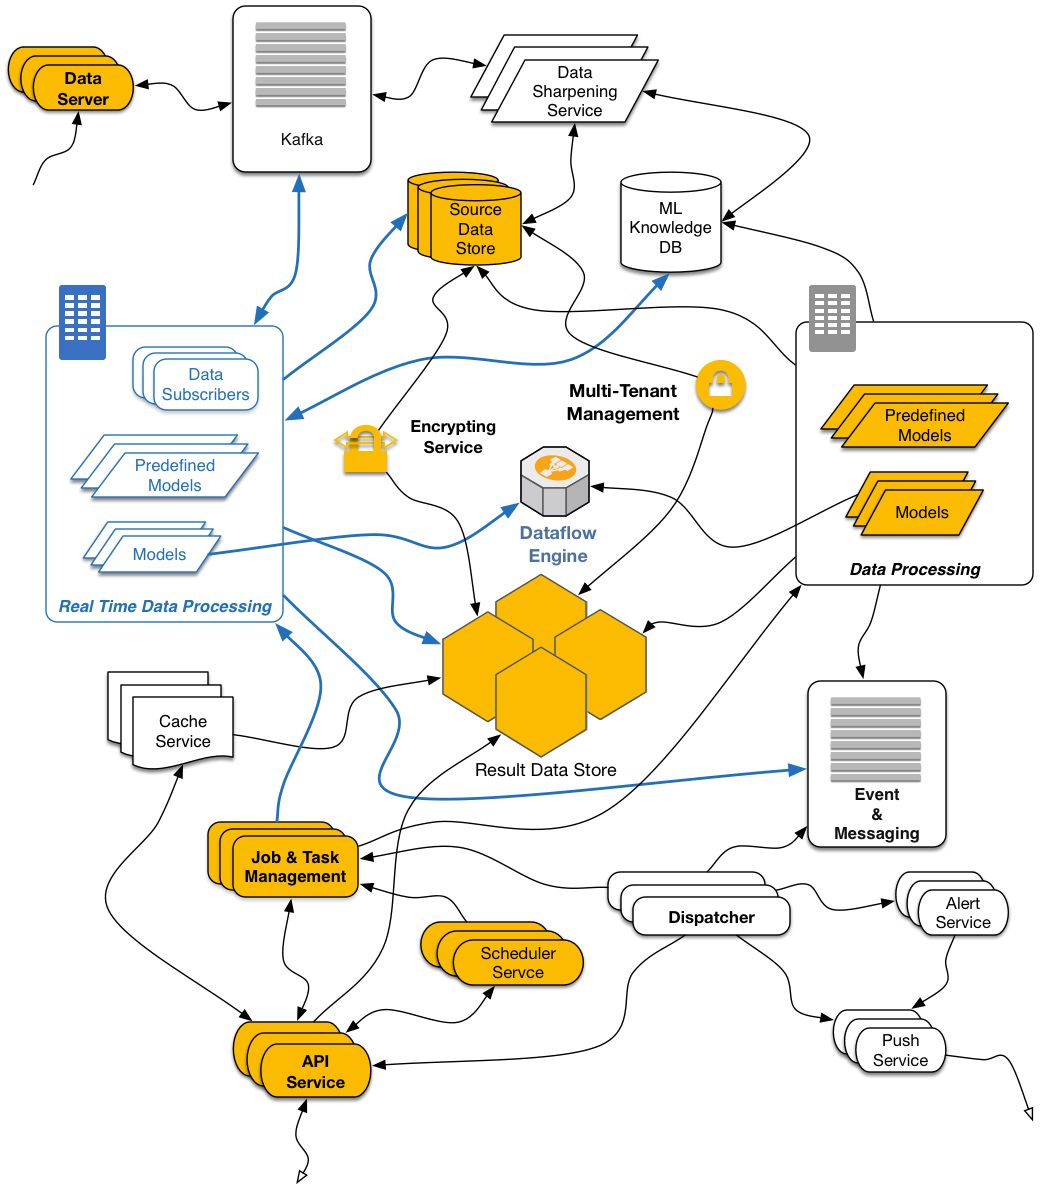 Data
Server
Kafka
Data
Sharpening
Service
Source
Data
Store
ML
Knowledge
DB
Data
Subscribers
Predefined
Models
Models
Real Time Data Processing
Encrypting
Service
Multi-Tenant
Management
Dataflow
Engine
Predefined
Models
Models
Data Processing
Cache
Service
Result Data Store
Event
&
Messaging
Job & Task
Management
Dispatcher
Alert
Service
Scheduler
Servce
Push
Service
API
Service